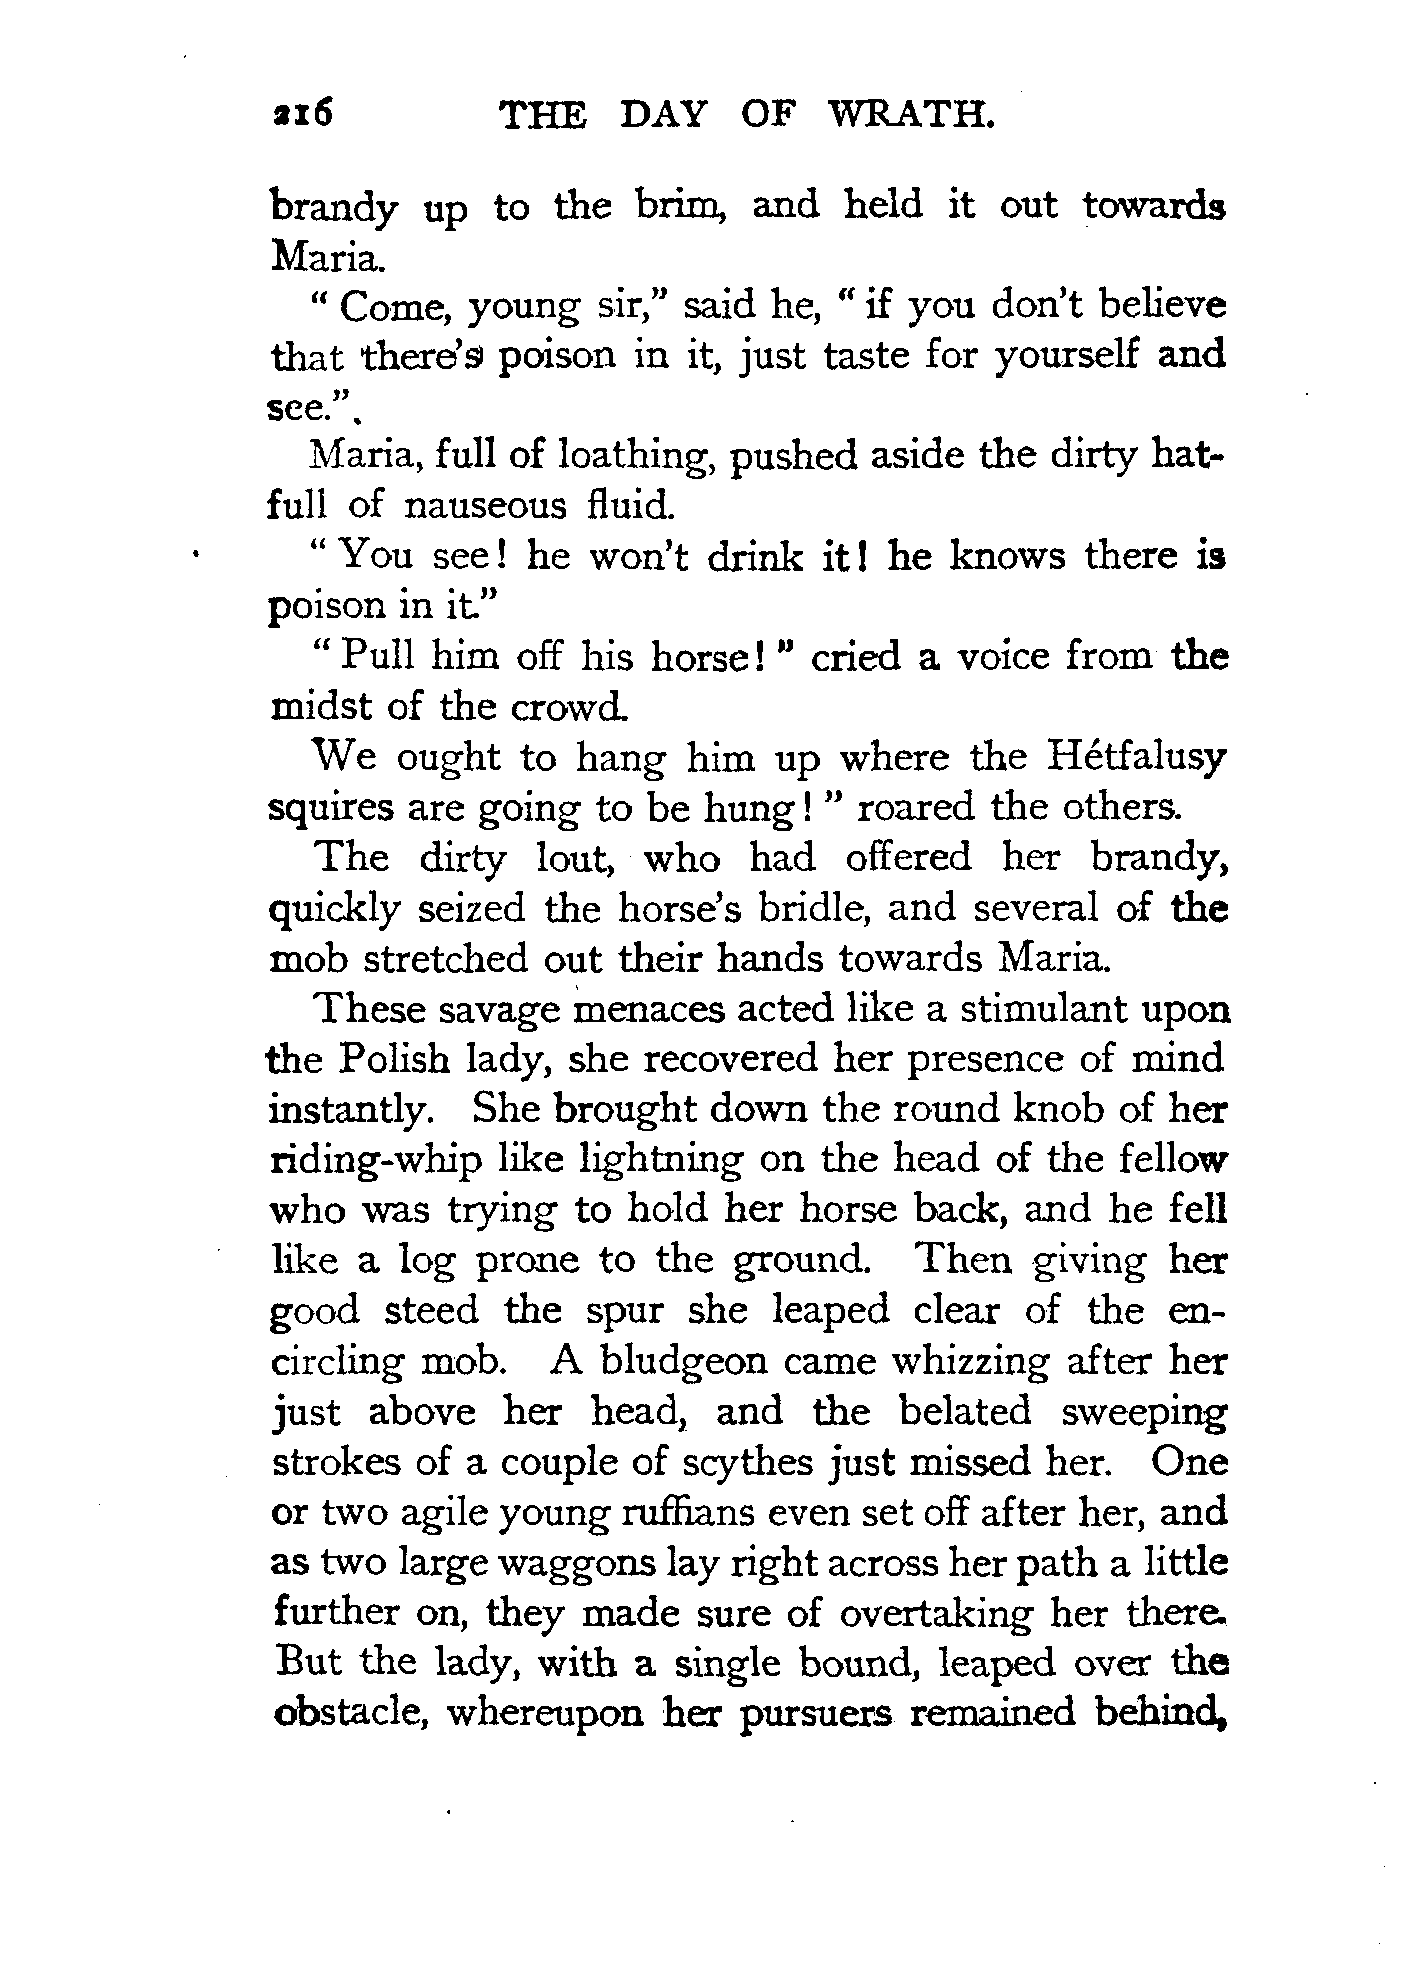 216 THE DAY OF WRATH.
brandy up to the brim, and held it out towards
Maria.
" Come, young sir," said he, " if you don't believe
that there's poison in it, just taste for yourself and
see.".
Maria, full of loathing, pushed aside the dirty hat-
full of nauseous fluid.
" You see! he won't drink it! he knows there is
poison in it."
" Pull him off his horse! " cried a voice from the
midst of the crowd.
We ought to hang him up where the Hétfalusy
squires are going to be hung! " roared the others.
The dirty lout, who had offered her brandy,
quickly seized the horse's bridle, and several of the
mob stretched out their hands towards Maria.
These savage menaces acted like a stimulant upon
the Polish lady, she recovered her presence of mind
instantly. She brought down the round knob of her
riding-whip like lightning on the head of the fellow
who was trying to hold her horse back, and he fell
like a log prone to the ground. Then giving her
good steed the spur she leaped clear of the en-
circling mob. A bludgeon came whizzing after her
just above her head, and the belated sweeping
strokes of a couple of scythes just missed her. One
or two agile young ruffians even set off after her, and
as two large waggons lay right across her path a little
further on, they made sure of overtaking her there.
But the lady, with a single bound, leaped over the
obstacle, whereupon her pursuers remained behind,